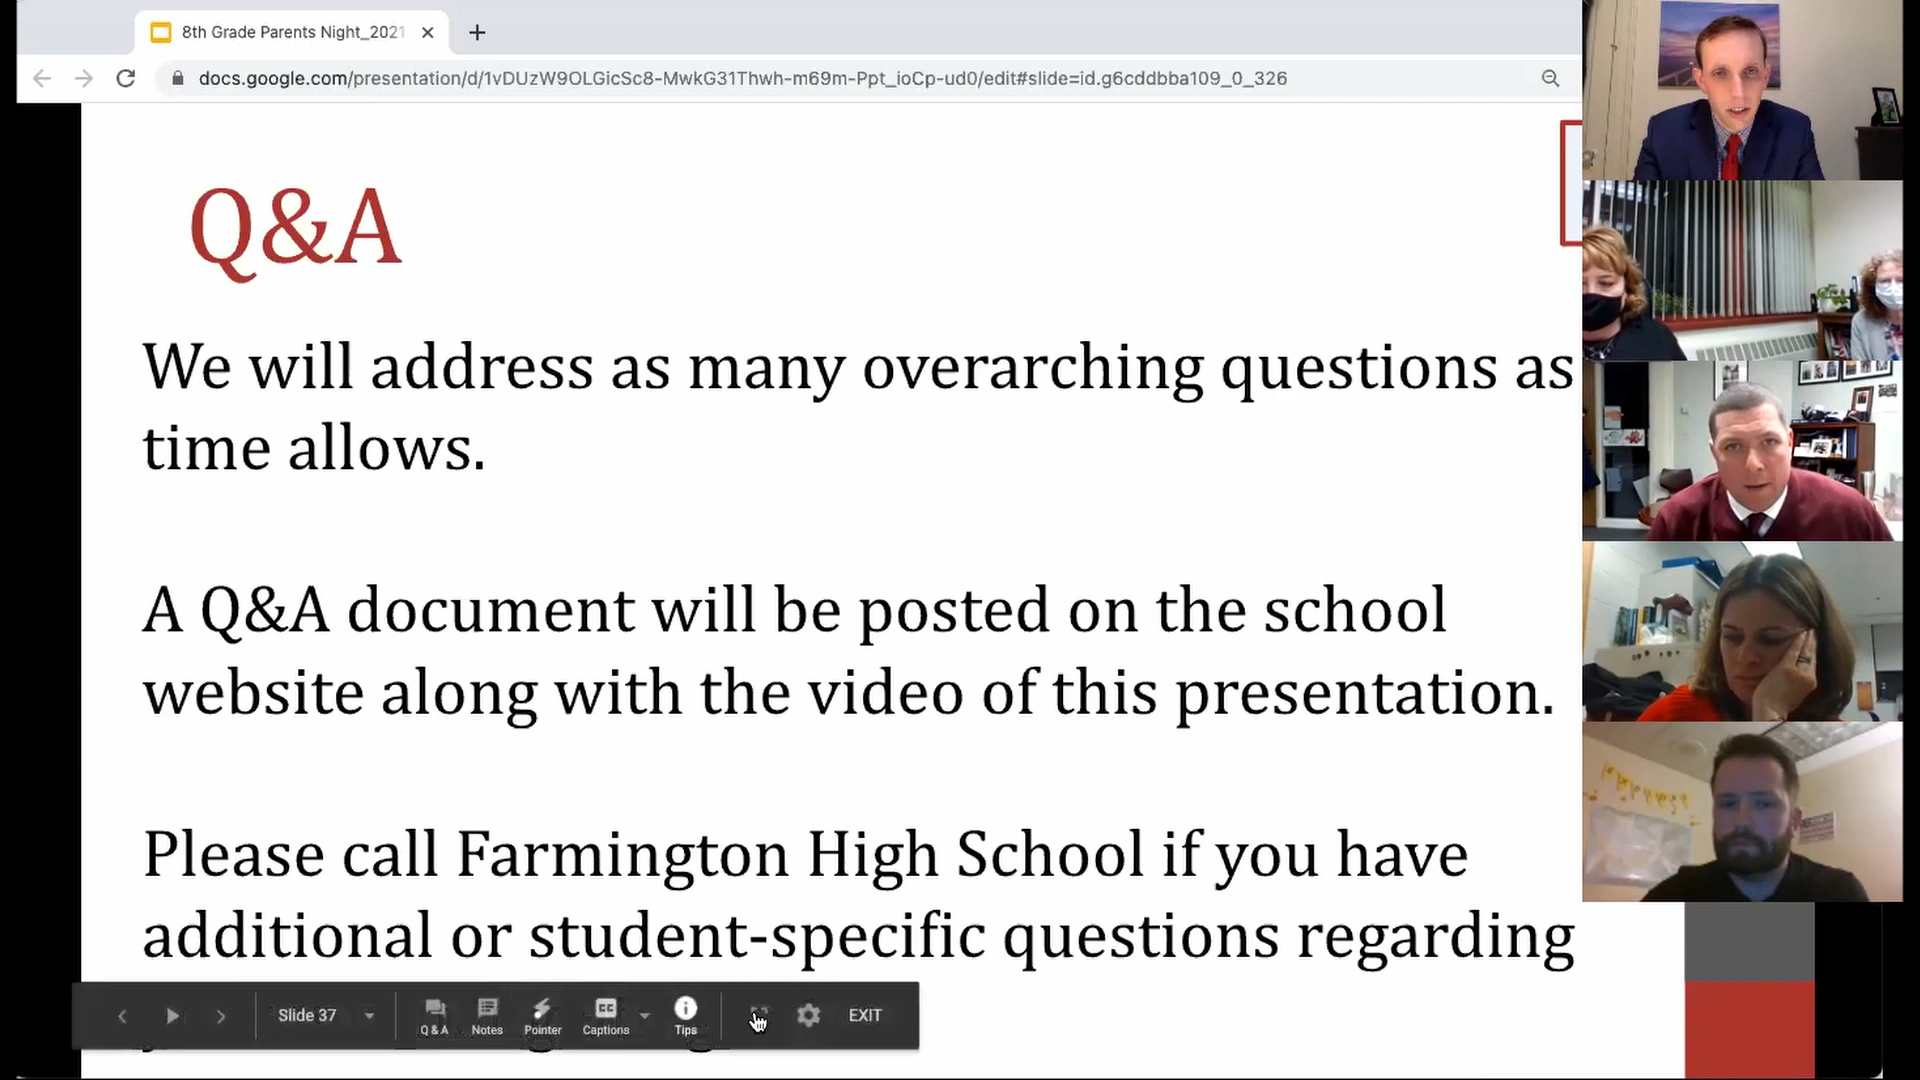 8th Grade Parents Night_2021
docs.google.com/presentation/d/1vDUzW9OLGicSc8-MwkG31Thwh-m69m-Ppt_ioCp-ud0/edit#slide=id.g6cddbba109_0_326
Q&A
We will address as many overarching questions as
time allows.
A Q&A document will be posted on the school
website along with the video of this presentation.
Please call Farmington High School if you have
additional or student-specific questions regarding
Slide 37
Q & A
Notes
Pointer
CC
Captions
Tips
EXIT